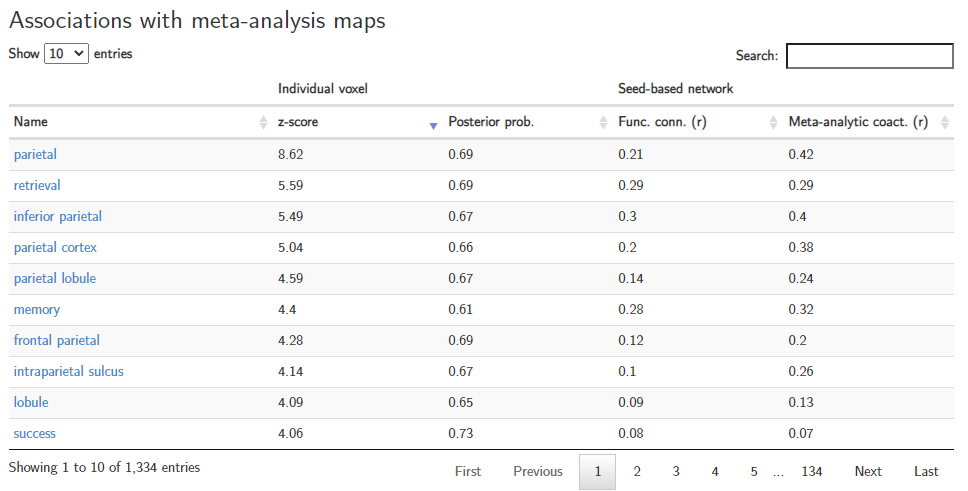 Associations with meta-analysis maps
Show 10 entries Search:
Individual voxel Seed-based network
Name z-score Posterior prob. Func. conn. (r) Meta-analytic coact. (r)
parietal 8.62 0.69 0.21 0.42
retrieval 5.59 0.69 0.29 0.29
inferior parietal 5.49 0.67 0.3 0.4
parietal cortex 5.04 0.66 0.2 0.38
parietal lobule 4.59 0.67 0.14 0.24
memory 4.4 0.61 0.28 0.32
frontal parietal 4.28 0.69 0.12 0.2
intraparietal sulcus 4.14 0.67 0.1 0.26
lobule 4.09 0.65 0.09 0.13
success 4.06 0.73 0.08 0.07
Showing 1 to 10 of 1,334 entries First Previous 1 2 3 4 5 ... 134 Next Last